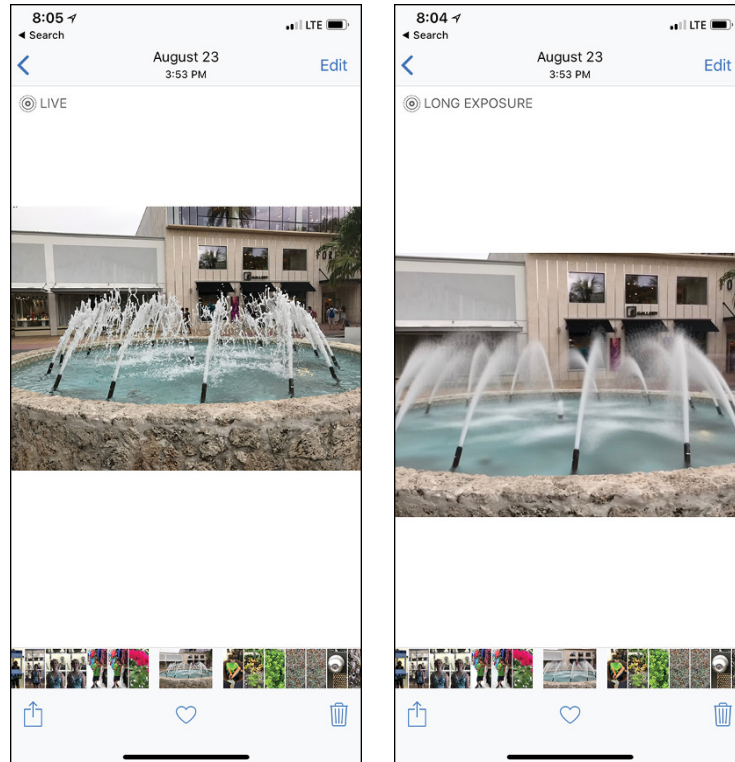 8:05
LTE
Search
August 23
3:53 PM
Edit
LIVE
8:04
LTE
Search
August 23
3:53 PM
Edit
LONG EXPOSURE
GALLERY